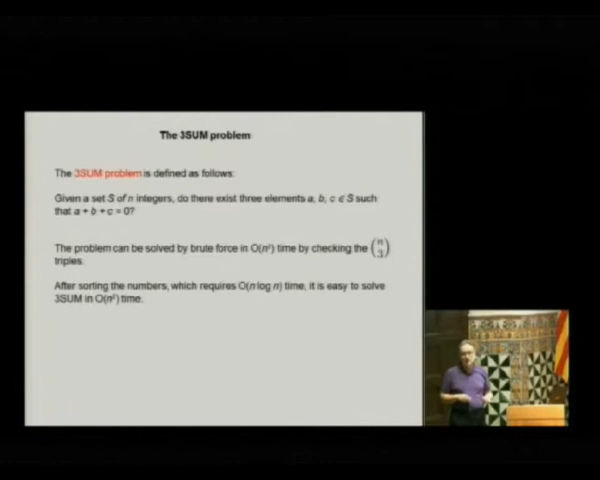 The 3SUM problem
The 3SUM problem is defined as follows:
Given a set S of n integers, do there exist three elements a, b, c ∈ S such
that a + b + c = 0?
The problem can be solved by brute force in O(n³) time by checking the (n 3)
triples.
After sorting the numbers, which requires O(n log n) time, it is easy to solve
3SUM in O(n²) time.